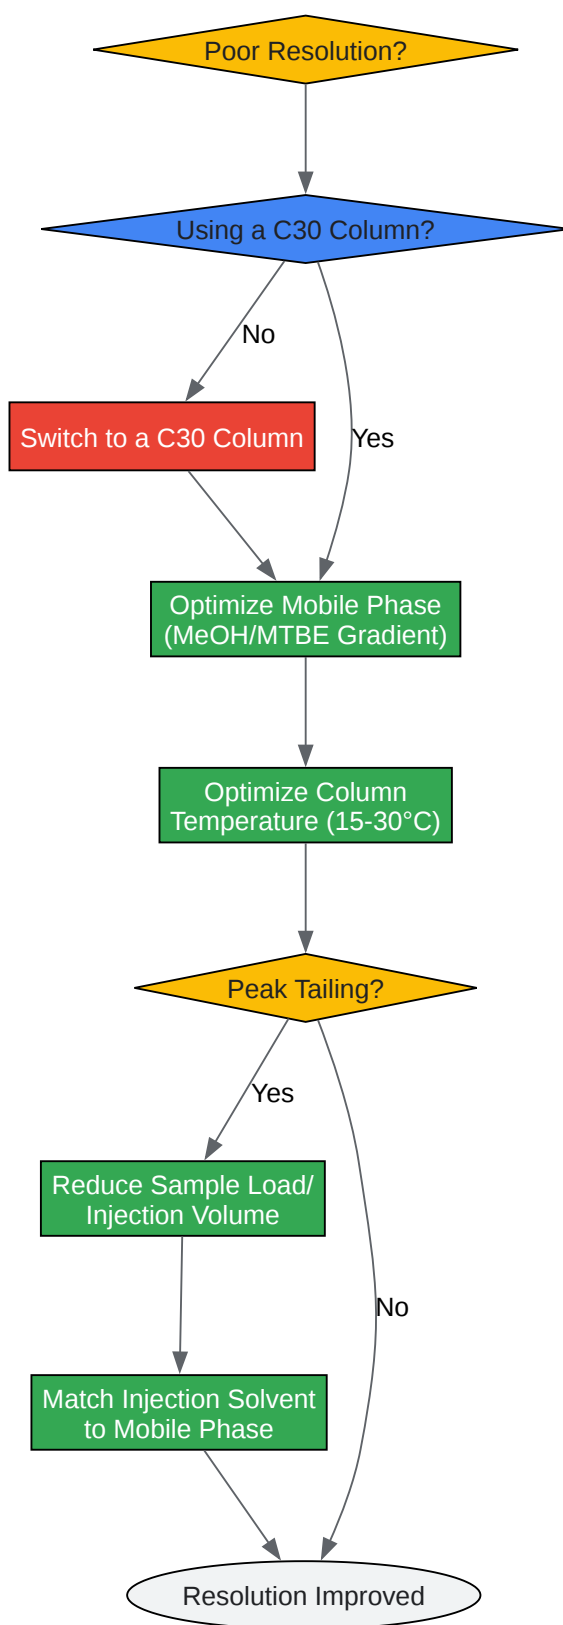 Poor Resolution?
Using a C30 Column?
No
Switch to a C30 Column
Yes
Optimize Mobile Phase
(MeOH/MTBE Gradient)
Optimize Column
Temperature (15-30°C)
Peak Tailing?
Yes
Reduce Sample Load/
Injection Volume
No
Match Injection Solvent
to Mobile Phase
Resolution Improved